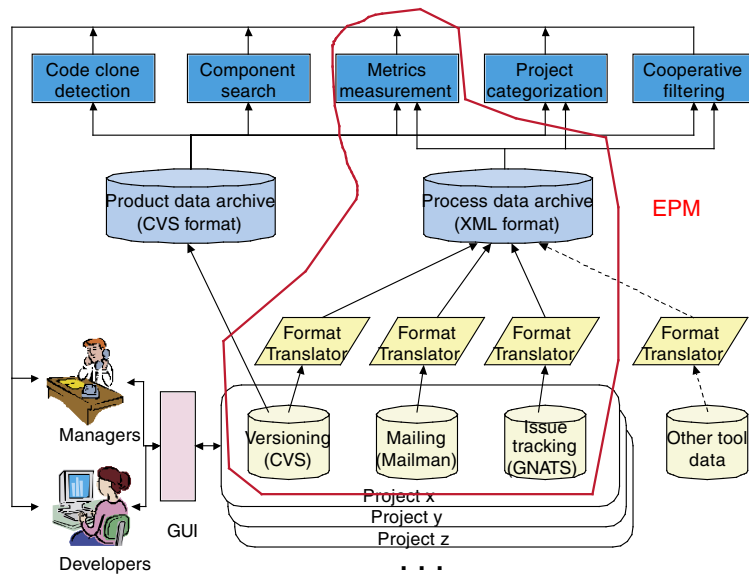 Code clone
detection
Component
search
Metrics
measurement
Project
categorization
Cooperative
filtering
Product data archive
(CVS format)
Process data archive
(XML format)
EPM
Format
Translator
Format
Translator
Format
Translator
Format
Translator
Managers
Developers
GUI
Versioning
(CVS)
Mailing
(Mailman)
Issue
tracking
(GNATS)
Other tool
data
Project x
Project y
Project z
. . .